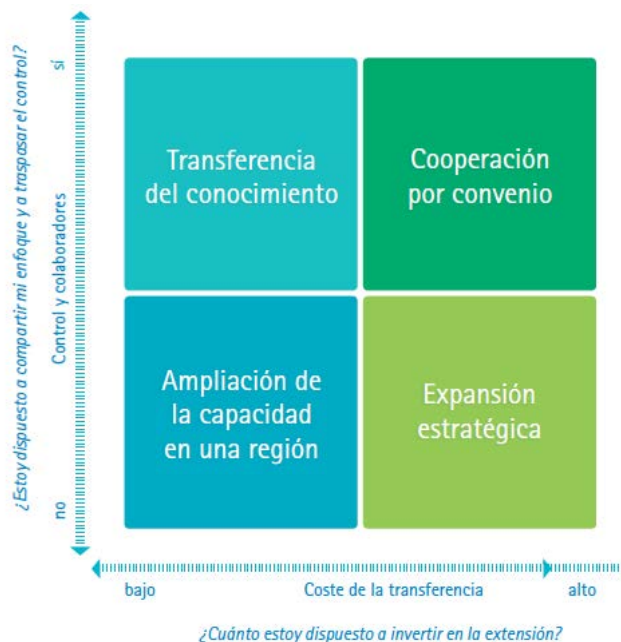 ¿Estoy dispuesto a compartir mi enfoque y a traspasar el control?
Control y colaboradores
sí
no
Transferencia
del conocimiento
Cooperación
por convenio
Ampliación de
la capacidad
en una región
Expansión
estratégica
bajo
Coste de la transferencia
alto
¿Cuánto estoy dispuesto a invertir en la extensión?